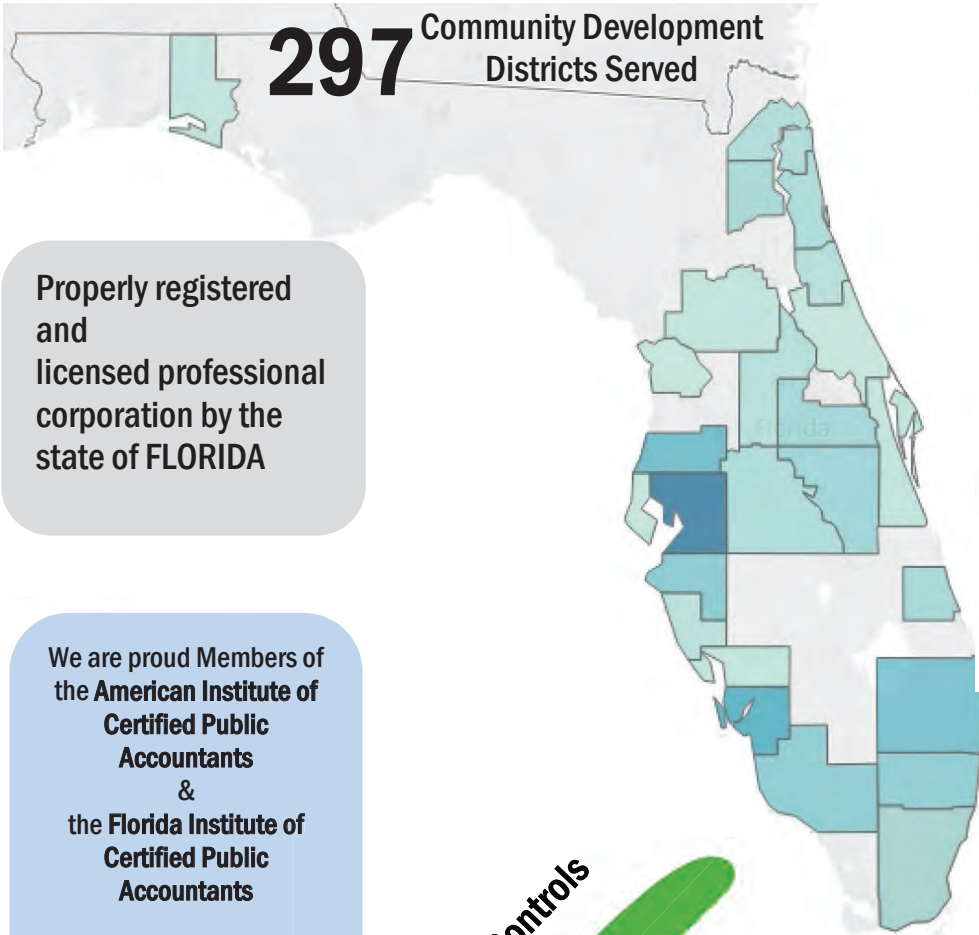 297
Community Development
Districts Served
Properly registered
and
licensed professional
corporation by the
state of FLORIDA
Florida
We are proud Members of
the American Institute of
Certified Public
Accountants
&
the Florida Institute of
Certified Public
Accountants